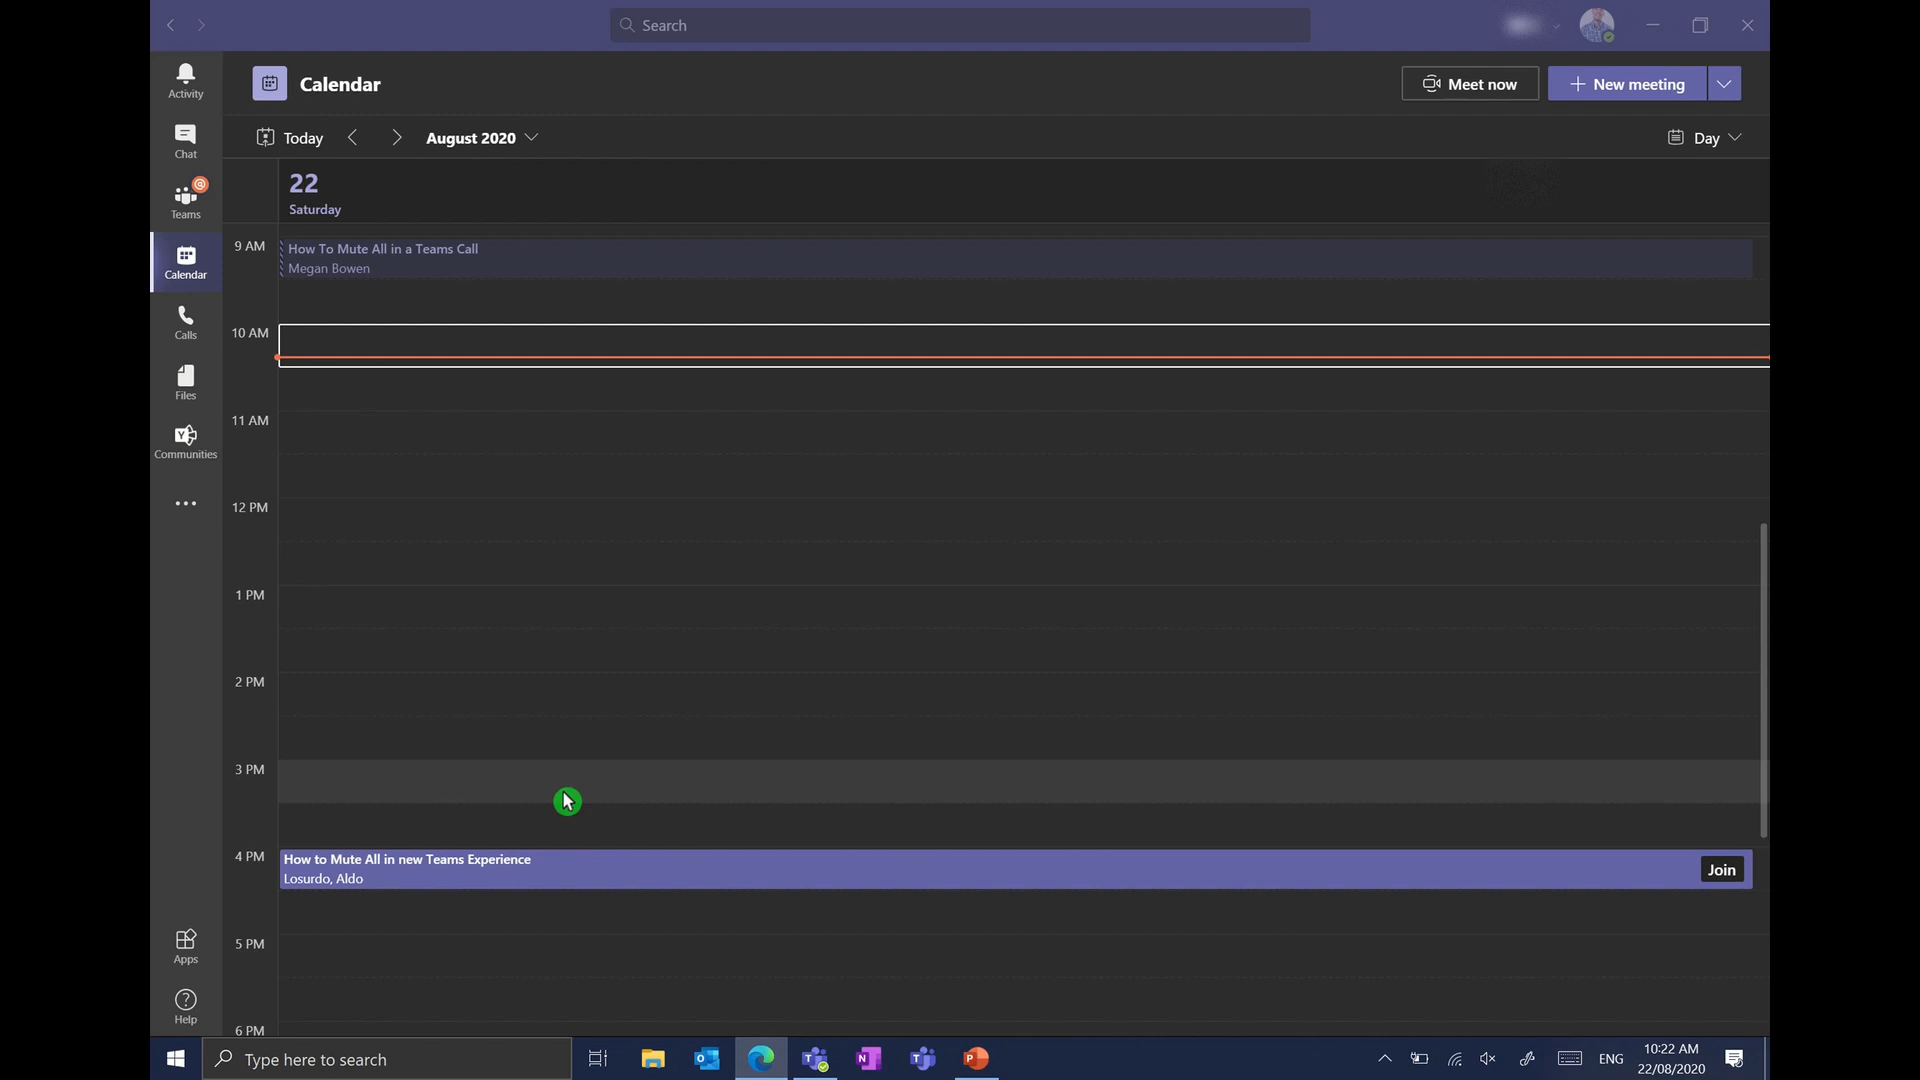 Search
Activity
Chat
Teams
Calendar
Calls
Files
Communities
Apps
Help
Calendar
Meet now
New meeting
Today
August 2020
Day
22
Saturday
9 AM
How To Mute All in a Teams Call
Megan Bowen
10 AM
11 AM
12 PM
1 PM
2 PM
3 PM
4 PM
How to Mute All in new Teams Experience
Losurdo, Aldo
Join
5 PM
6 PM
Type here to search
ENG
10:22 AM
22/08/2020